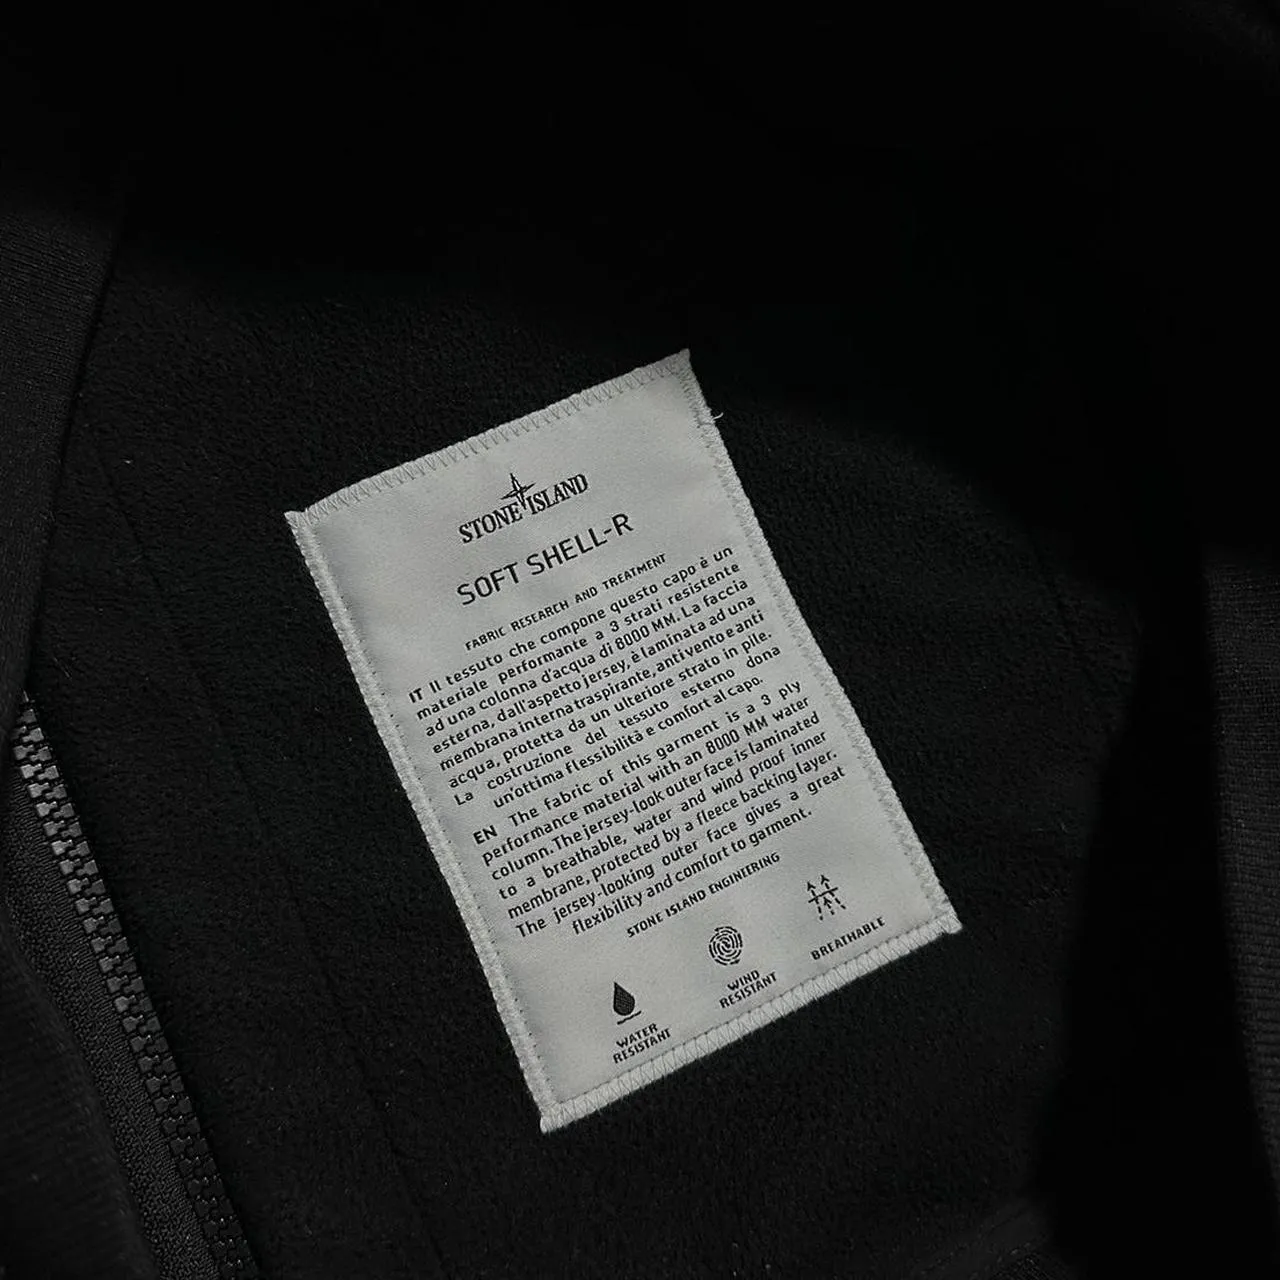 STONE ISLAND
SOFT SHELL-R
FABRIC RESEARCH AND TREATMENT
IT Il tessuto che compone questo capo è un
materiale performante a 3 strati resistente
ad una colonna d'acqua di 8000 MM. La faccia
esterna, dall'aspetto jersey, è laminata ad una
membrana interna traspirante, antivento e anti
acqua, protetta da un ulteriore strato in pile.
La costruzione del tessuto esterno dona
un'ottima flessibilità e comfort al capo.
EN The fabric of this garment is a 3 ply
performance material with an 8000 MM water
column. The jersey-look outer face is laminated
to a breathable, water and wind proof inner
membrane, protected by a fleece backing layer.
The jersey-looking outer face gives a great
flexibility and comfort to garment.
STONE ISLAND ENGINEERING
WATER
RESISTANT
WIND
RESISTANT
BREATHABLE